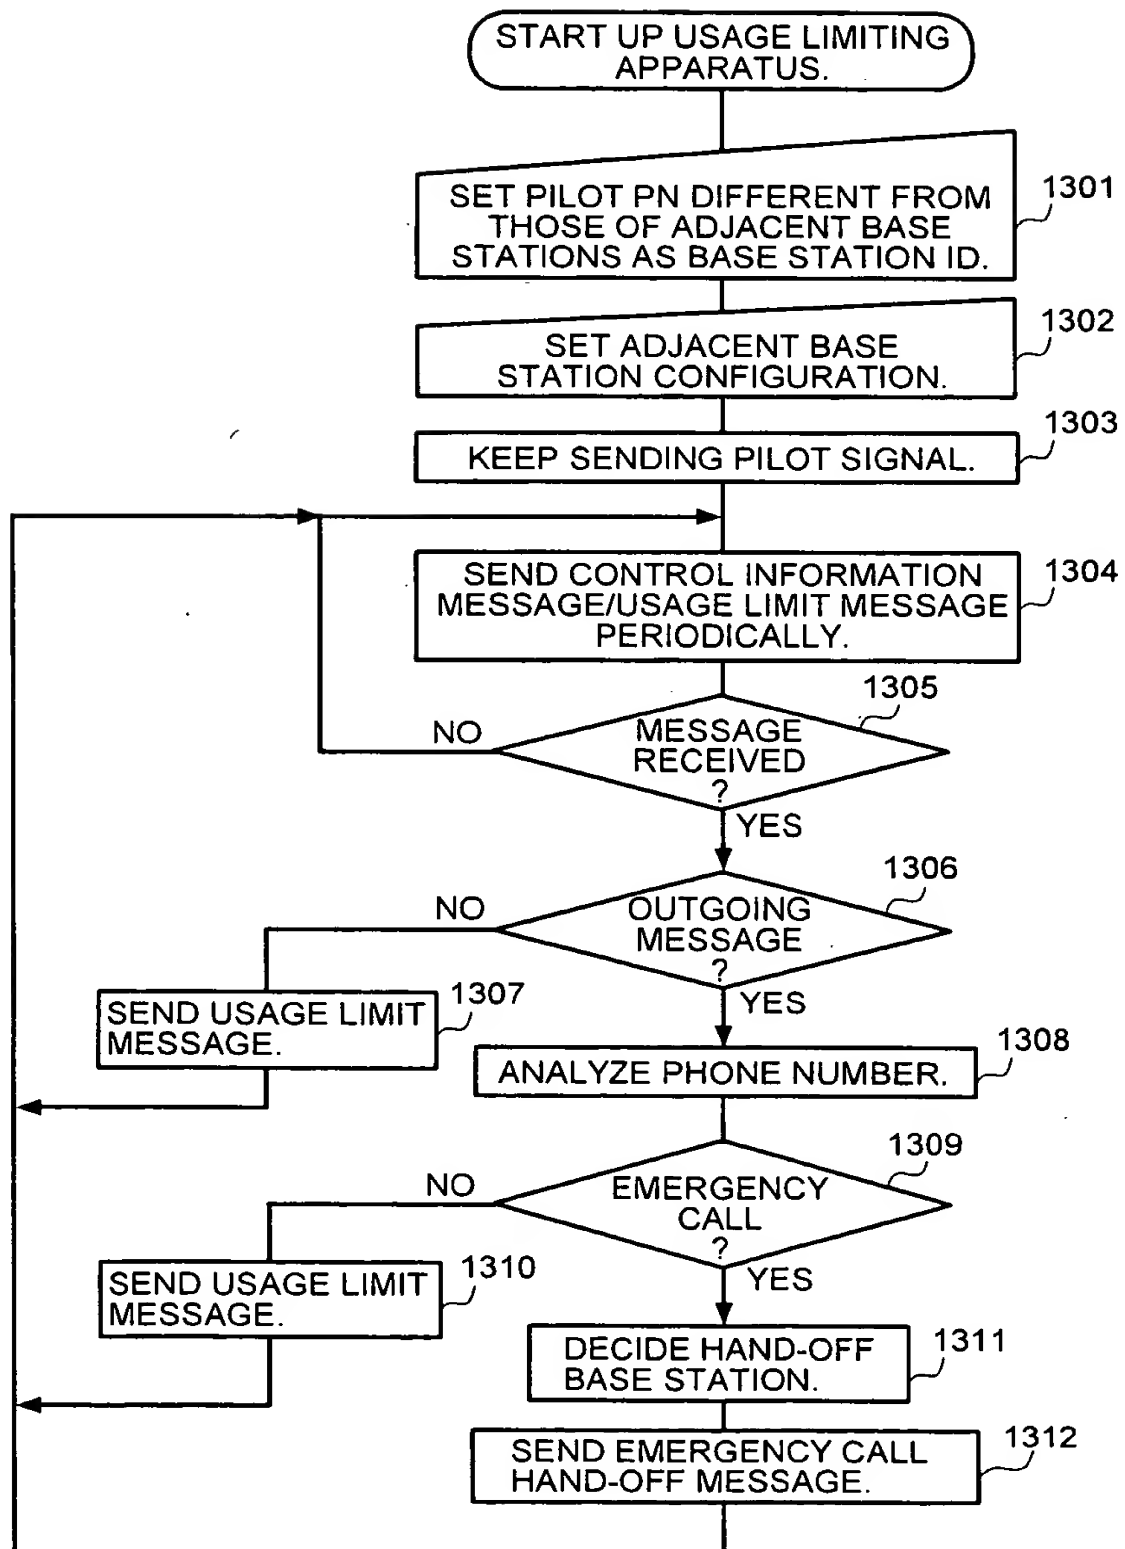 START UP USAGE LIMITING
APPARATUS.
1301
SET PILOT PN DIFFERENT FROM
THOSE OF ADJACENT BASE
STATIONS AS BASE STATION ID.
1302
SET ADJACENT BASE
STATION CONFIGURATION.
1303
KEEP SENDING PILOT SIGNAL.
1304
SEND CONTROL INFORMATION
MESSAGE/USAGE LIMIT MESSAGE
PERIODICALLY.
1305
NO
MESSAGE
RECEIVED
?
YES
1306
NO
OUTGOING
MESSAGE
?
YES
1307
SEND USAGE LIMIT
MESSAGE.
1308
ANALYZE PHONE NUMBER.
1309
NO
EMERGENCY
CALL
?
YES
1310
SEND USAGE LIMIT
MESSAGE.
1311
DECIDE HAND-OFF
BASE STATION.
1312
SEND EMERGENCY CALL
HAND-OFF MESSAGE.